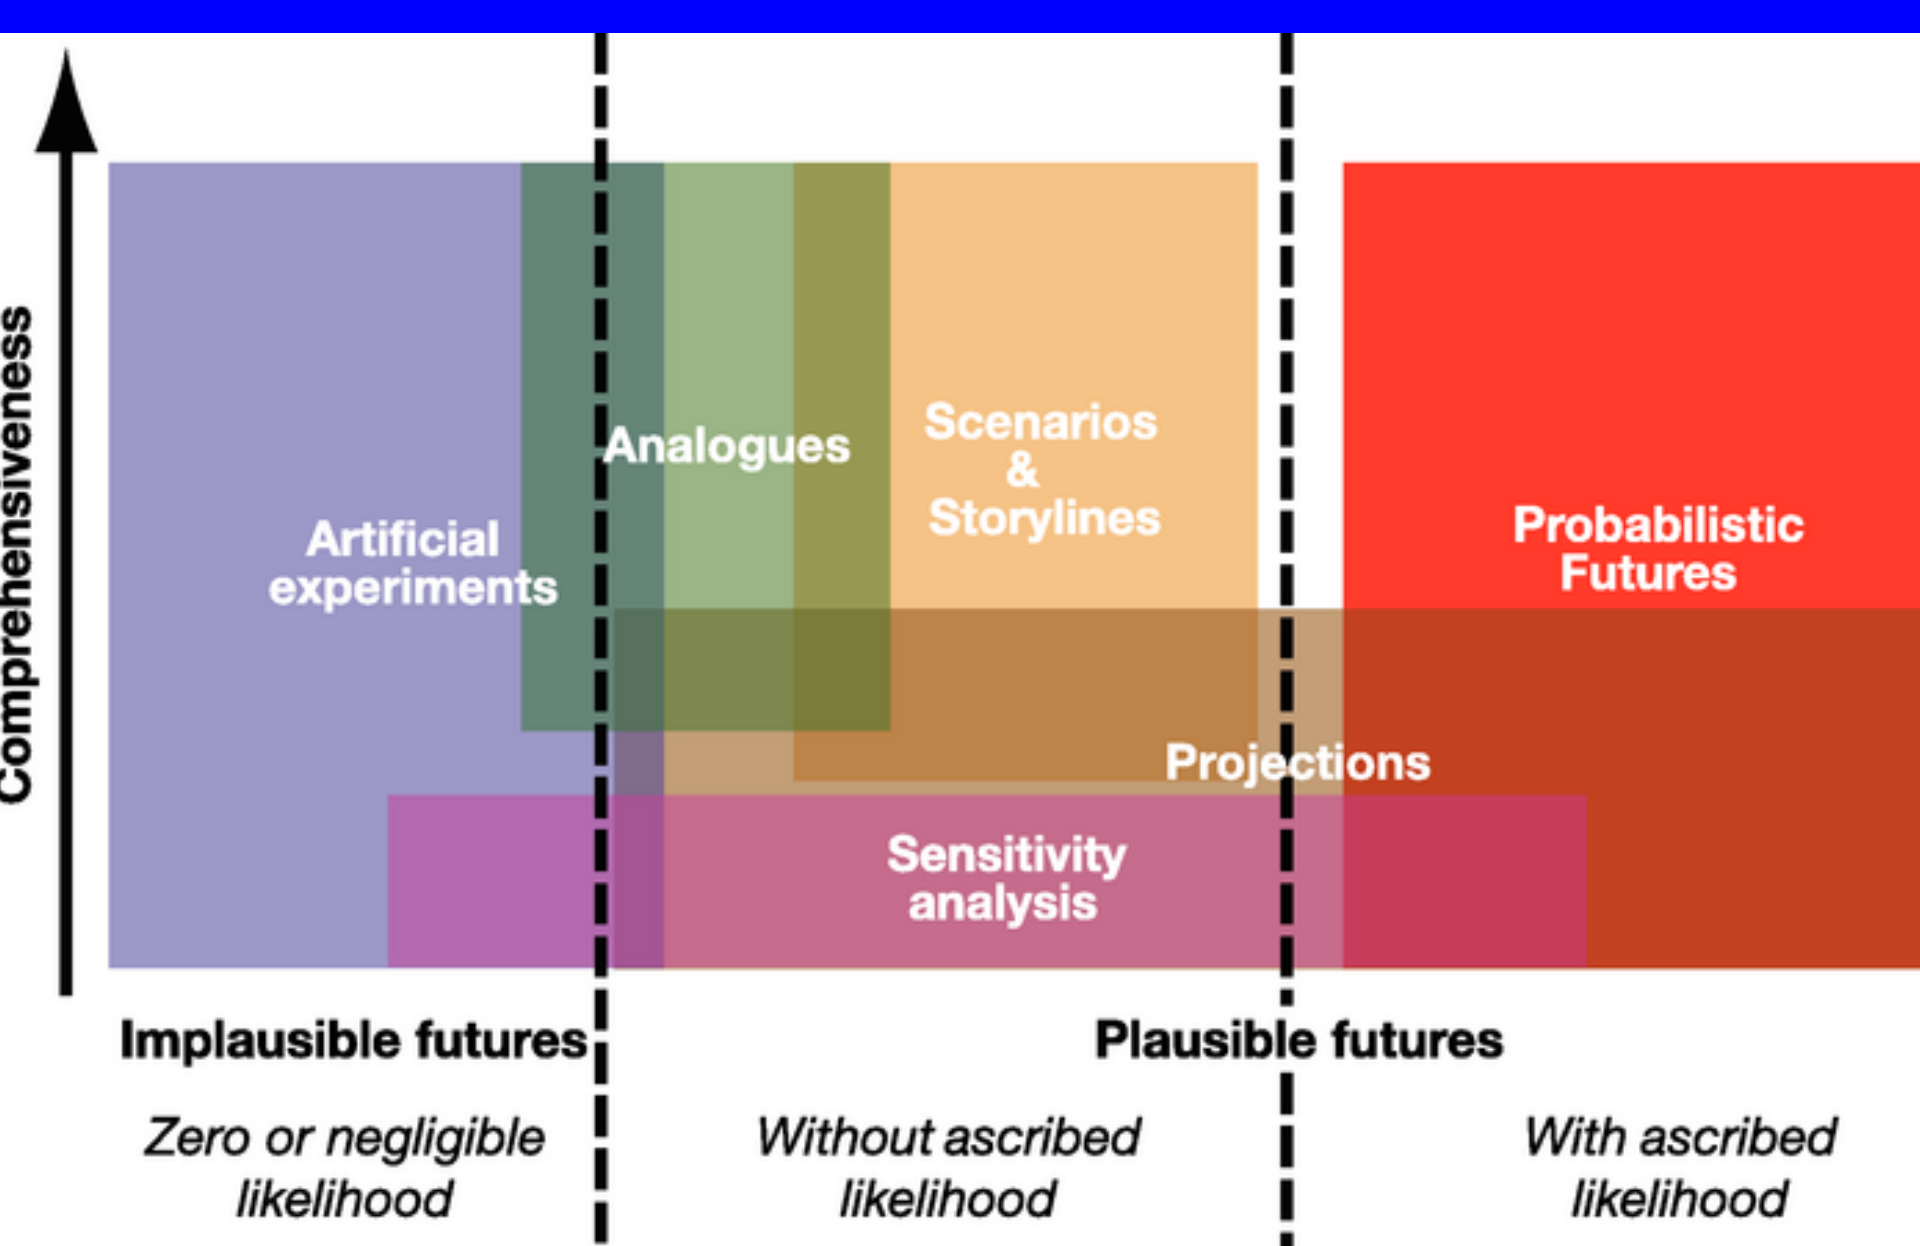 Comprehensiveness
Analogues
Scenarios
&
Storylines
Artificial
experiments
Probabilistic
Futures
Projections
Sensitivity
analysis
Implausible futures
Plausible futures
Zero or negligible
likelihood
Without ascribed
likelihood
With ascribed
likelihood